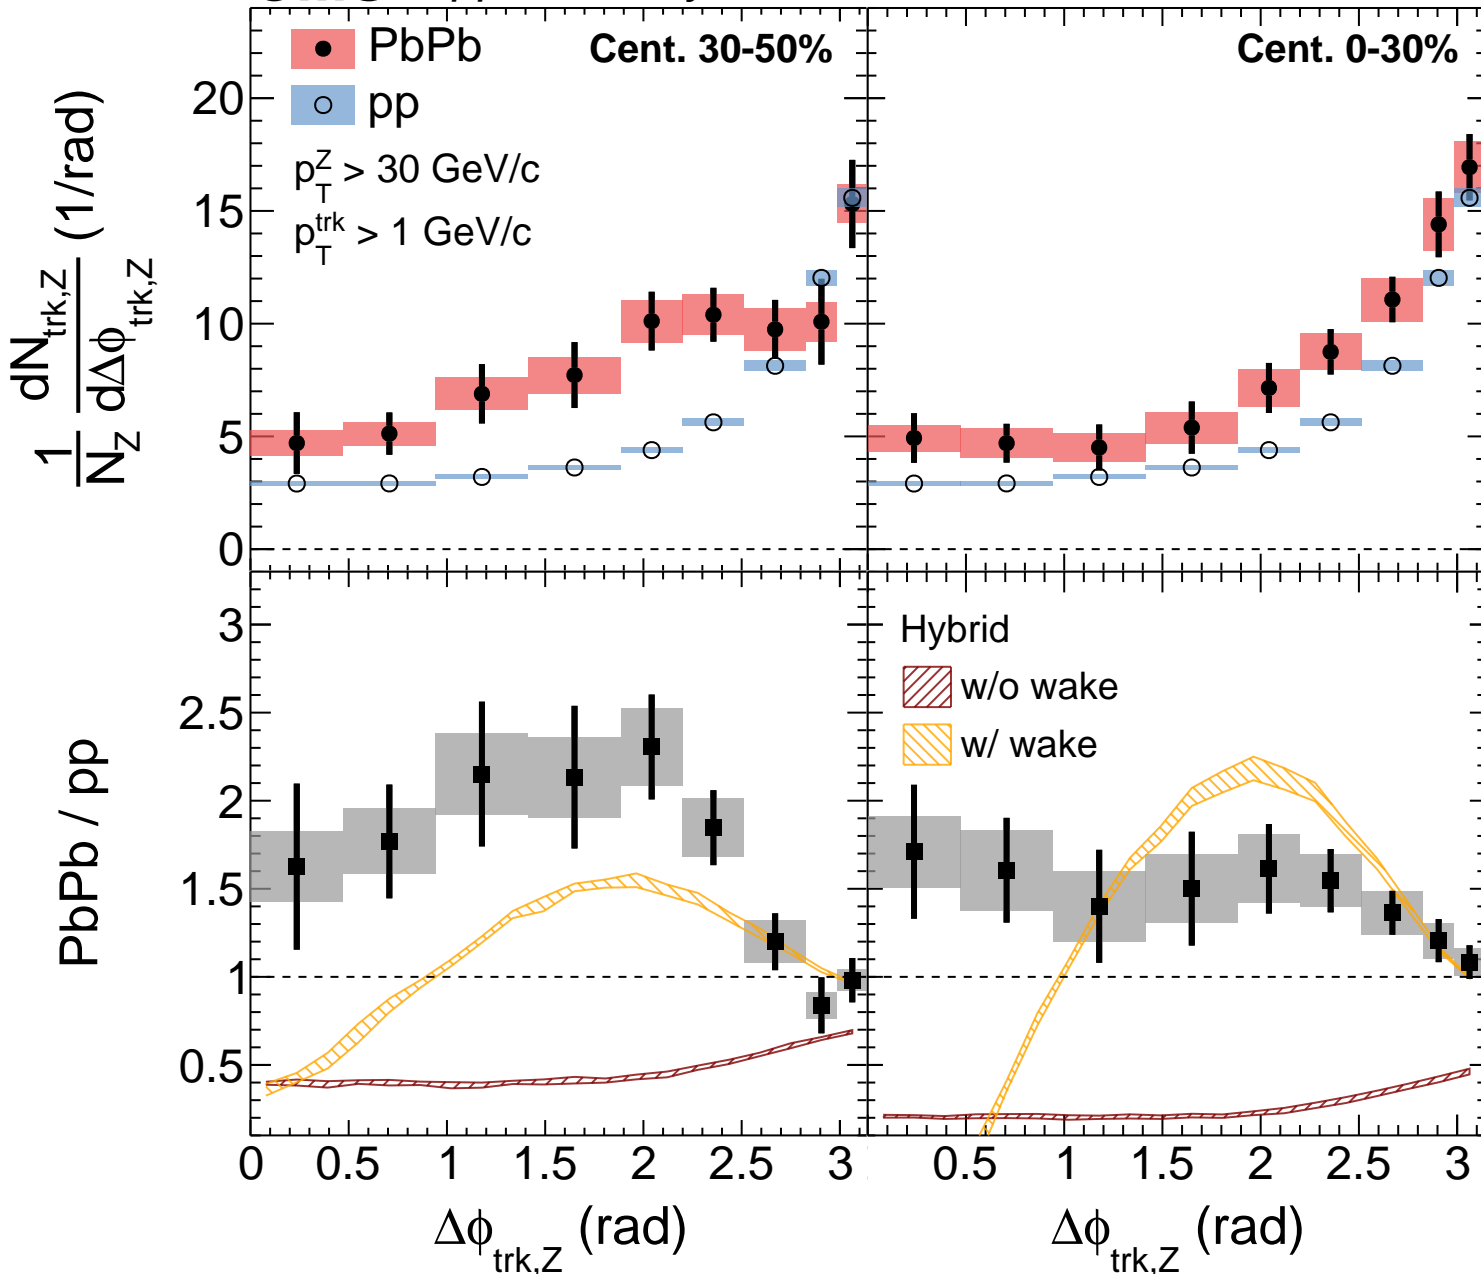 PbPb
pp
p_T^Z > 30 GeV/c
p_T^trk > 1 GeV/c
Cent. 30-50%
Cent. 0-30%
1/N_Z dN_trk,Z/dΔϕ_trk,Z (1/rad)
20
15
10
5
0
Hybrid
w/o wake
w/ wake
PbPb / pp
3
2.5
2
1.5
1
0.5
0 0.5 1 1.5 2 2.5 3
0.5 1 1.5 2 2.5 3
Δϕ_trk,Z (rad)
Δϕ_trk,Z (rad)